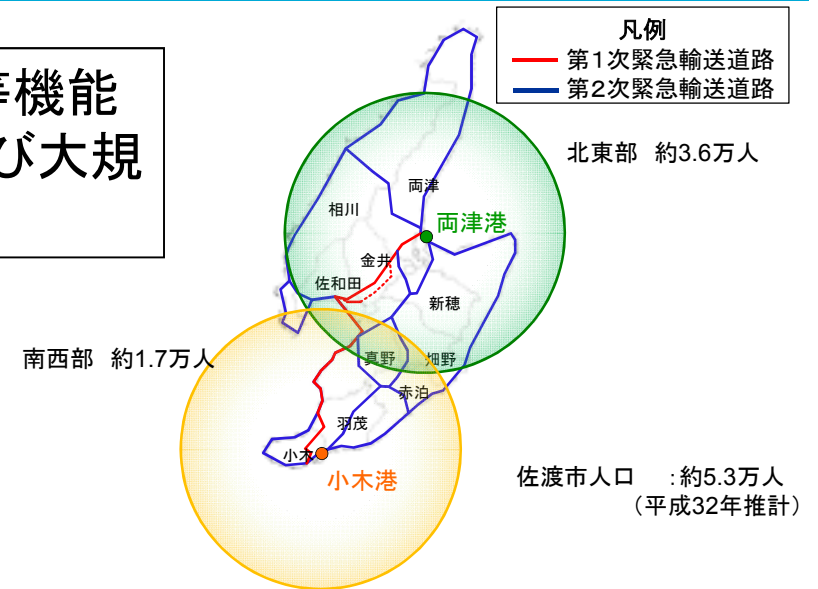 等機能
び大規
凡例
第1次緊急輸送道路
第2次緊急輸送道路
北東部 約3.6万人
両津
相川
両津港
金井
佐和田
新穂
南西部 約1.7万人
真野
畑野
赤泊
羽茂
小木
小木港
佐渡市人口 :約5.3万人
(平成32年推計)